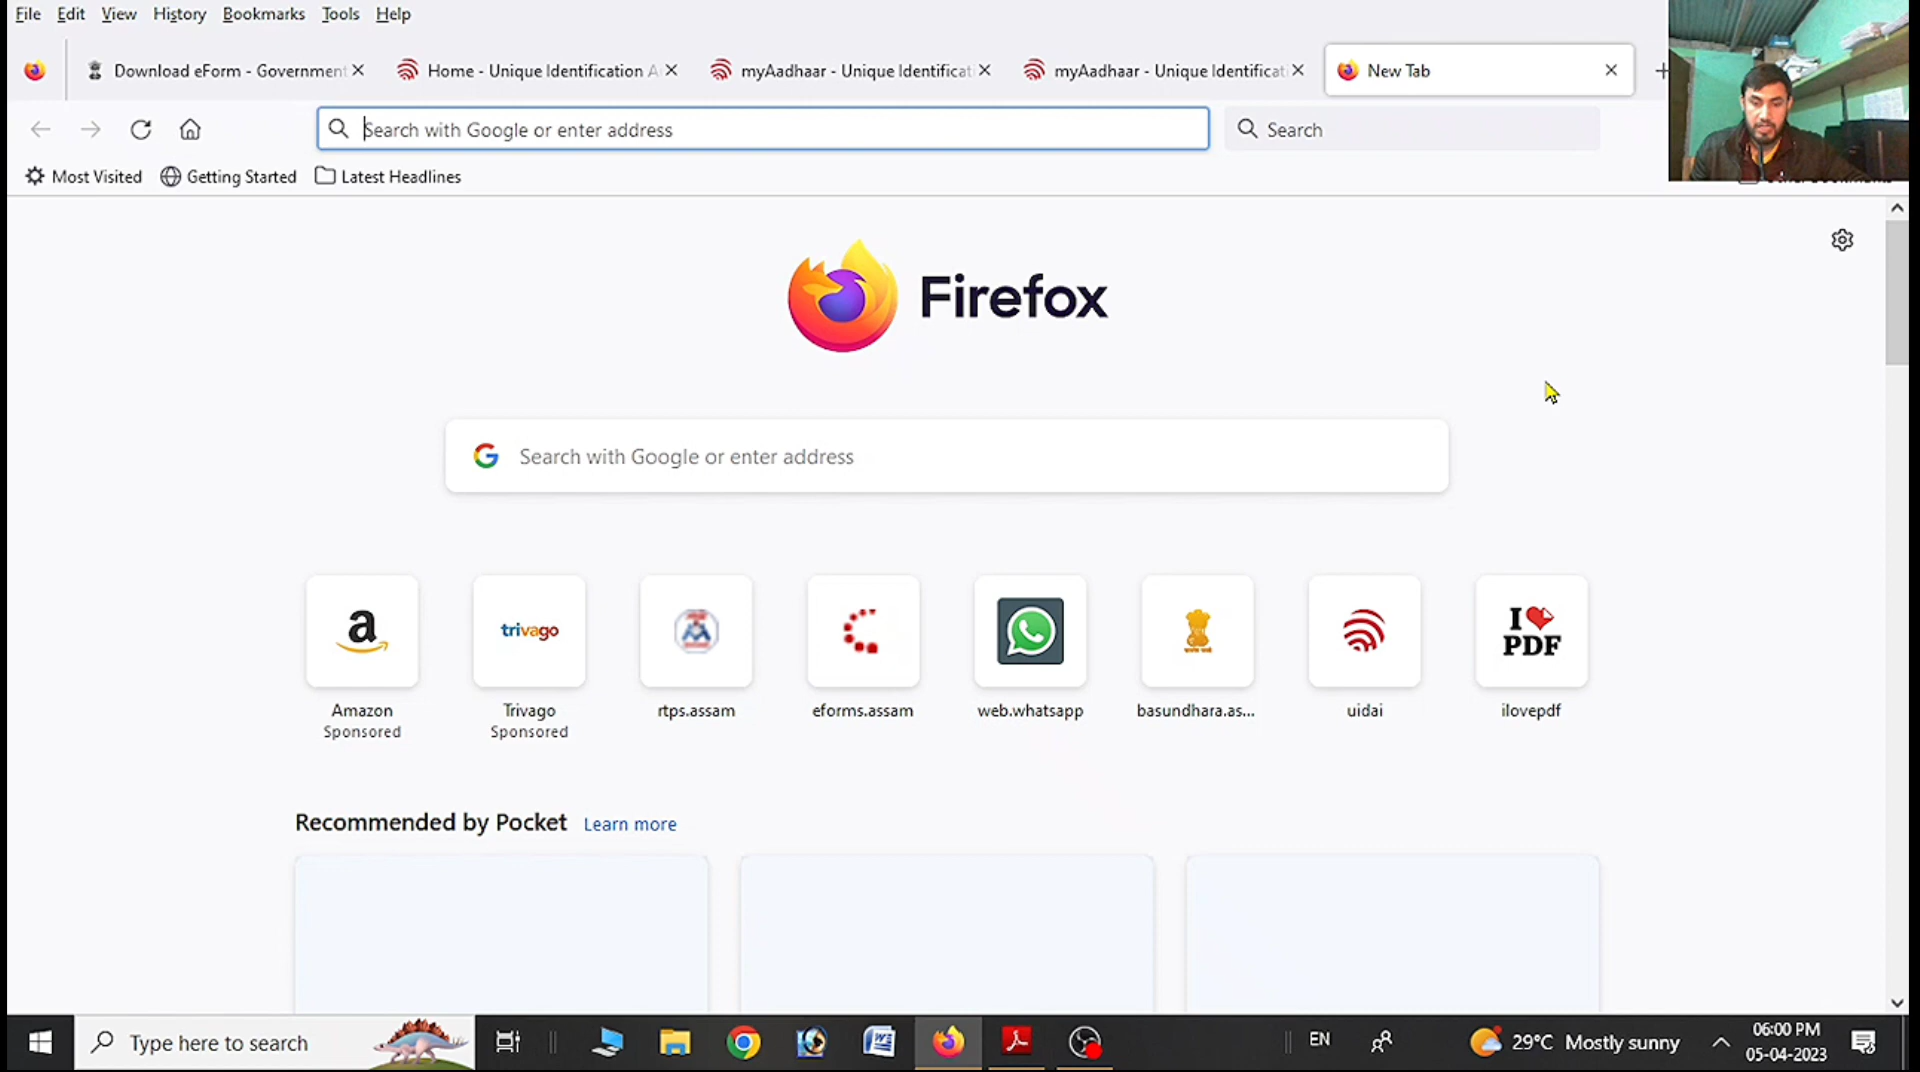 File Edit View History Bookmarks Tools Help
Download eForm - Government
Home - Unique Identification A
myAadhaar - Unique Identificat
myAadhaar - Unique Identificat
New Tab
Search with Google or enter address
Search
Most Visited
Getting Started
Latest Headlines
Firefox
Search with Google or enter address
a
trivago
I PDF
Amazon
Sponsored
Trivago
Sponsored
rtps.assam
eforms.assam
web.whatsapp
basundhara.as...
uidai
ilovepdf
Recommended by Pocket Learn more
Type here to search
EN
29°C Mostly sunny
06:00 PM
05-04-2023